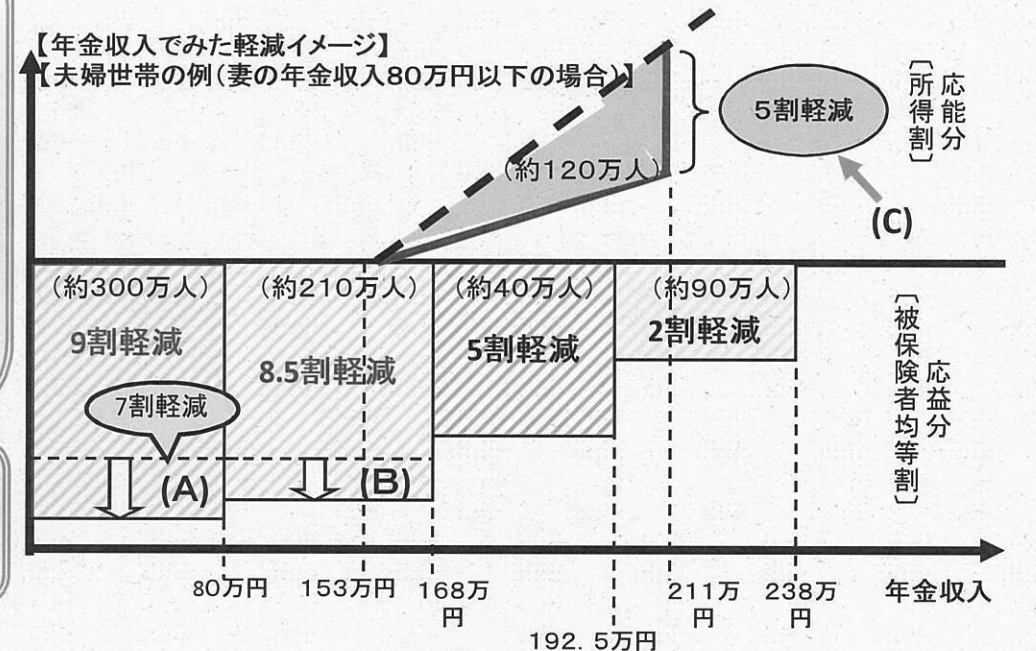 【年金収入でみた軽減イメージ】
【夫婦世帯の例(妻の年金収入80万円以下の場合)】
5割軽減
〔所得割〕
応能分
(約120万人)
(C)
(約300万人)
(約210万人)
(約40万人)
(約90万人)
9割軽減
8.5割軽減
5割軽減
2割軽減
〔被保険者均等割〕
応益分
7割軽減
(A)
(B)
80万円
153万円
168万
円
192.5万円
211万
円
238万
円
年金収入